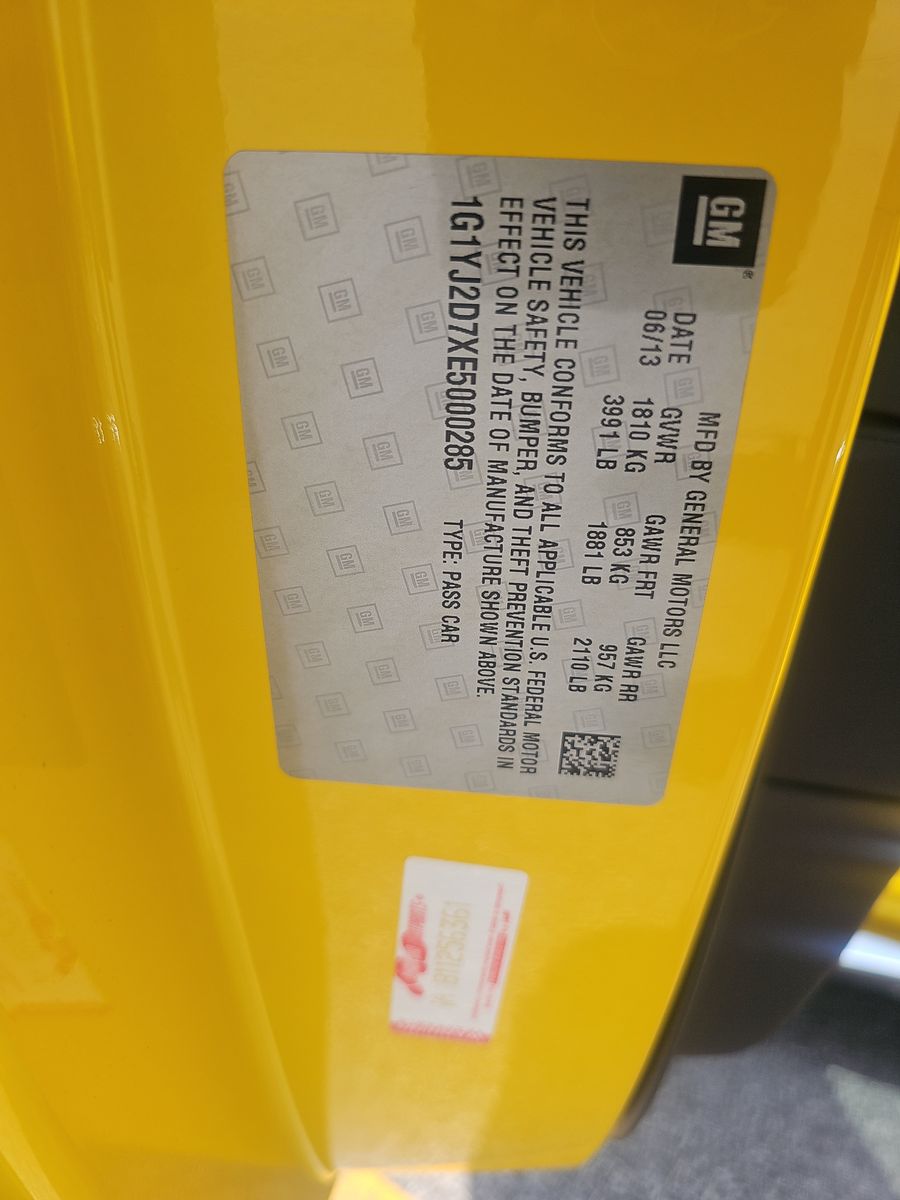 GM
MFD BY GENERAL MOTORS LLC
DATE GVWR GAWR FRT GAWR RR
06/13 1810 KG 853 KG 957 KG
3991 LB 1881 LB 2110 LB
THIS VEHICLE CONFORMS TO ALL APPLICABLE U.S. FEDERAL MOTOR
VEHICLE SAFETY, BUMPER, AND THEFT PREVENTION STANDARDS IN
EFFECT ON THE DATE OF MANUFACTURE SHOWN ABOVE.
1G1YJ2D7XE5000285 TYPE: PASS CAR